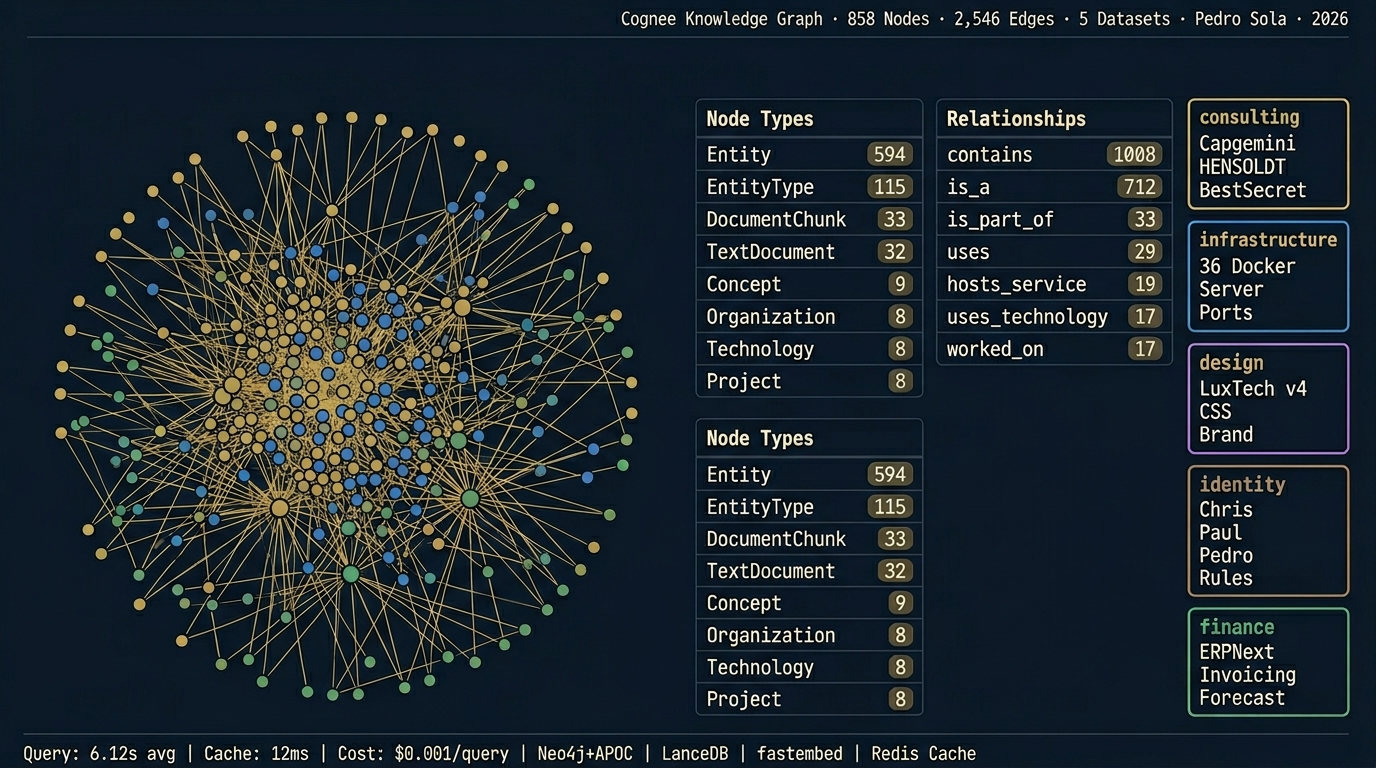 Cognee Knowledge Graph · 858 Nodes · 2,546 Edges · 5 Datasets · Pedro Sola · 2026
Node Types
Entity 594
EntityType 115
DocumentChunk 33
TextDocument 32
Concept 9
Organization 8
Technology 8
Project 8
Relationships
contains 1008
is_a 712
is_part_of 33
uses 29
hosts_service 19
uses_technology 17
worked_on 17
Node Types
Entity 594
EntityType 115
DocumentChunk 33
TextDocument 32
Concept 9
Organization 8
Technology 8
Project 8
consulting
Capgemini
HENSOLDT
BestSecret
infrastructure
36 Docker
Server
Ports
design
LuxTech v4
CSS
Brand
identity
Chris
Paul
Pedro
Rules
finance
ERPNext
Invoicing
Forecast
Query: 6.12s avg | Cache: 12ms | Cost: $0.001/query | Neo4j+APOC | LanceDB | fastembed | Redis Cache